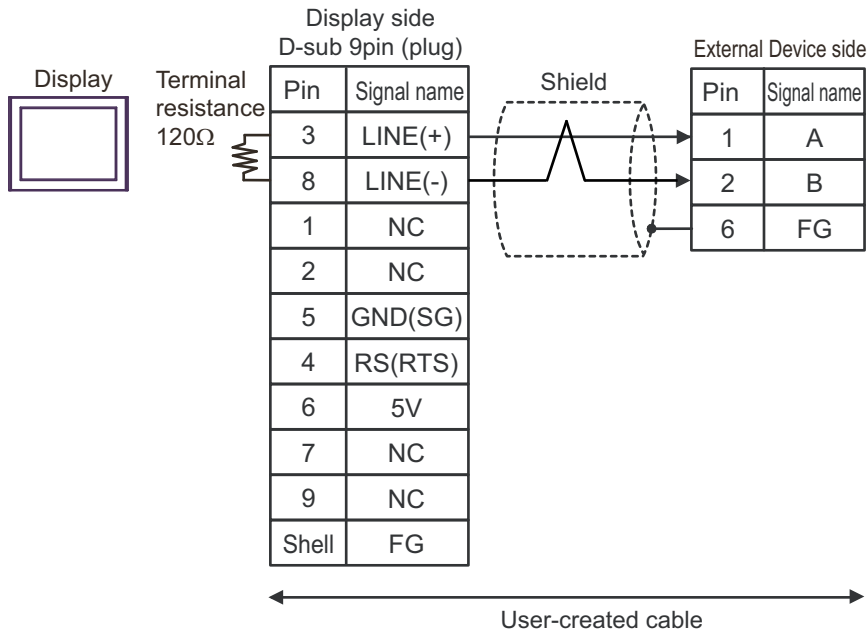 Display side
D-sub 9pin (plug)
External Device side
Display
Terminal
resistance
120Ω
Shield
Pin Signal name
3 LINE(+)
8 LINE(-)
1 NC
2 NC
5 GND(SG)
4 RS(RTS)
6 5V
7 NC
9 NC
Shell FG
Pin Signal name
1 A
2 B
6 FG
User-created cable